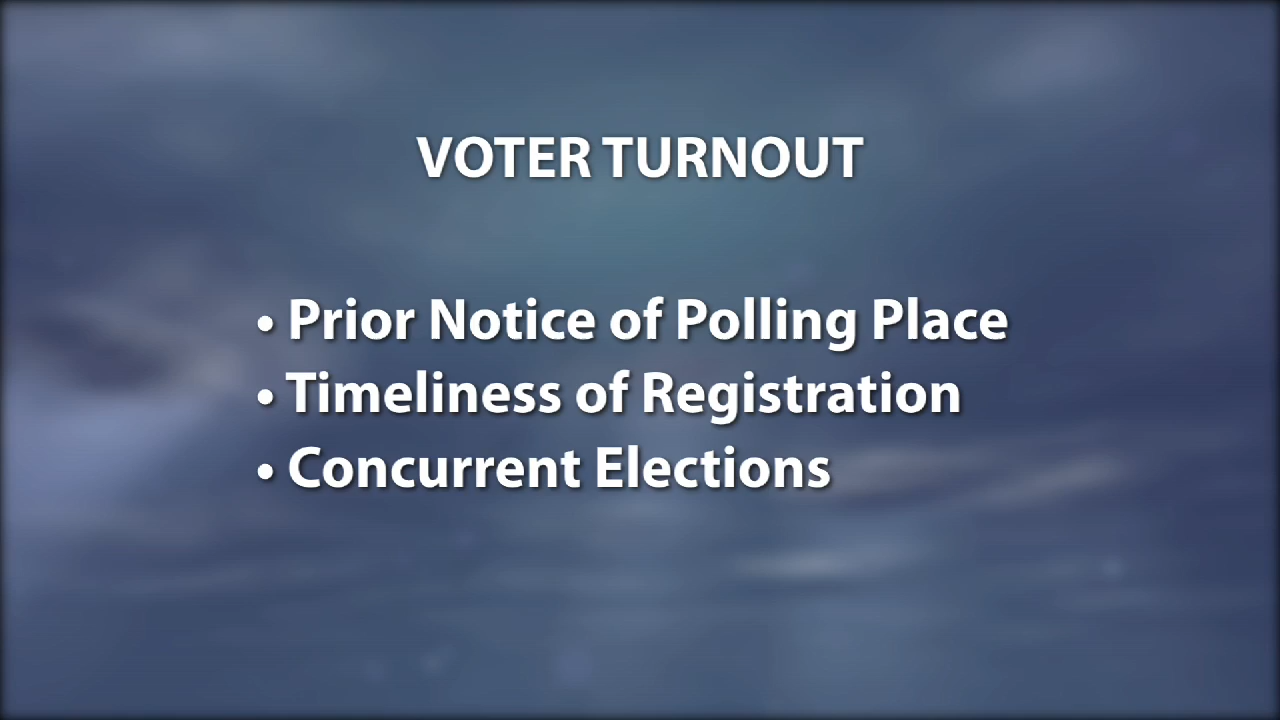 VOTER TURNOUT
• Prior Notice of Polling Place
• Timeliness of Registration
• Concurrent Elections